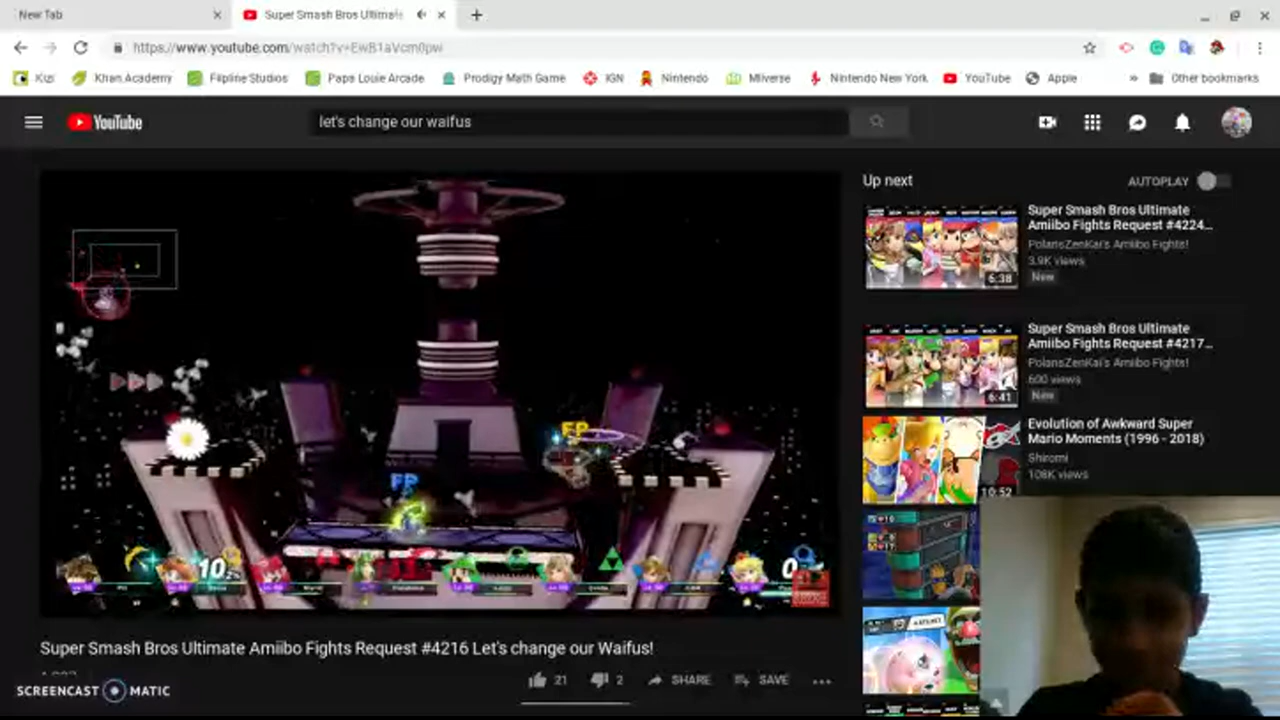 New Tab
Super Smash Bros Ultimate
https://www.youtube.com/watch?v=EwB1aVcm0pw
Kizi
Khan Academy
Flipline Studios
Papa Louie Arcade
Prodigy Math Game
IGN
Nintendo
Miiverse
Nintendo New York
YouTube
Apple
»
Other bookmarks
YouTube
let's change our waifus
Up next
AUTOPLAY
Super Smash Bros Ultimate
Amiibo Fights Request #4224...
PolarisZenKai's Amiibo Fights!
3.9K views
New
6:38
Super Smash Bros Ultimate
Amiibo Fights Request #4217...
PolarisZenKai's Amiibo Fights!
600 views
New
6:41
Evolution of Awkward Super
Mario Moments (1996 - 2018)
Shiromi
108K views
10:52
FP
FP
Super Smash Bros Ultimate Amiibo Fights Request #4216 Let's change our Waifus!
21
2
SHARE
SAVE
SCREENCAST MATIC